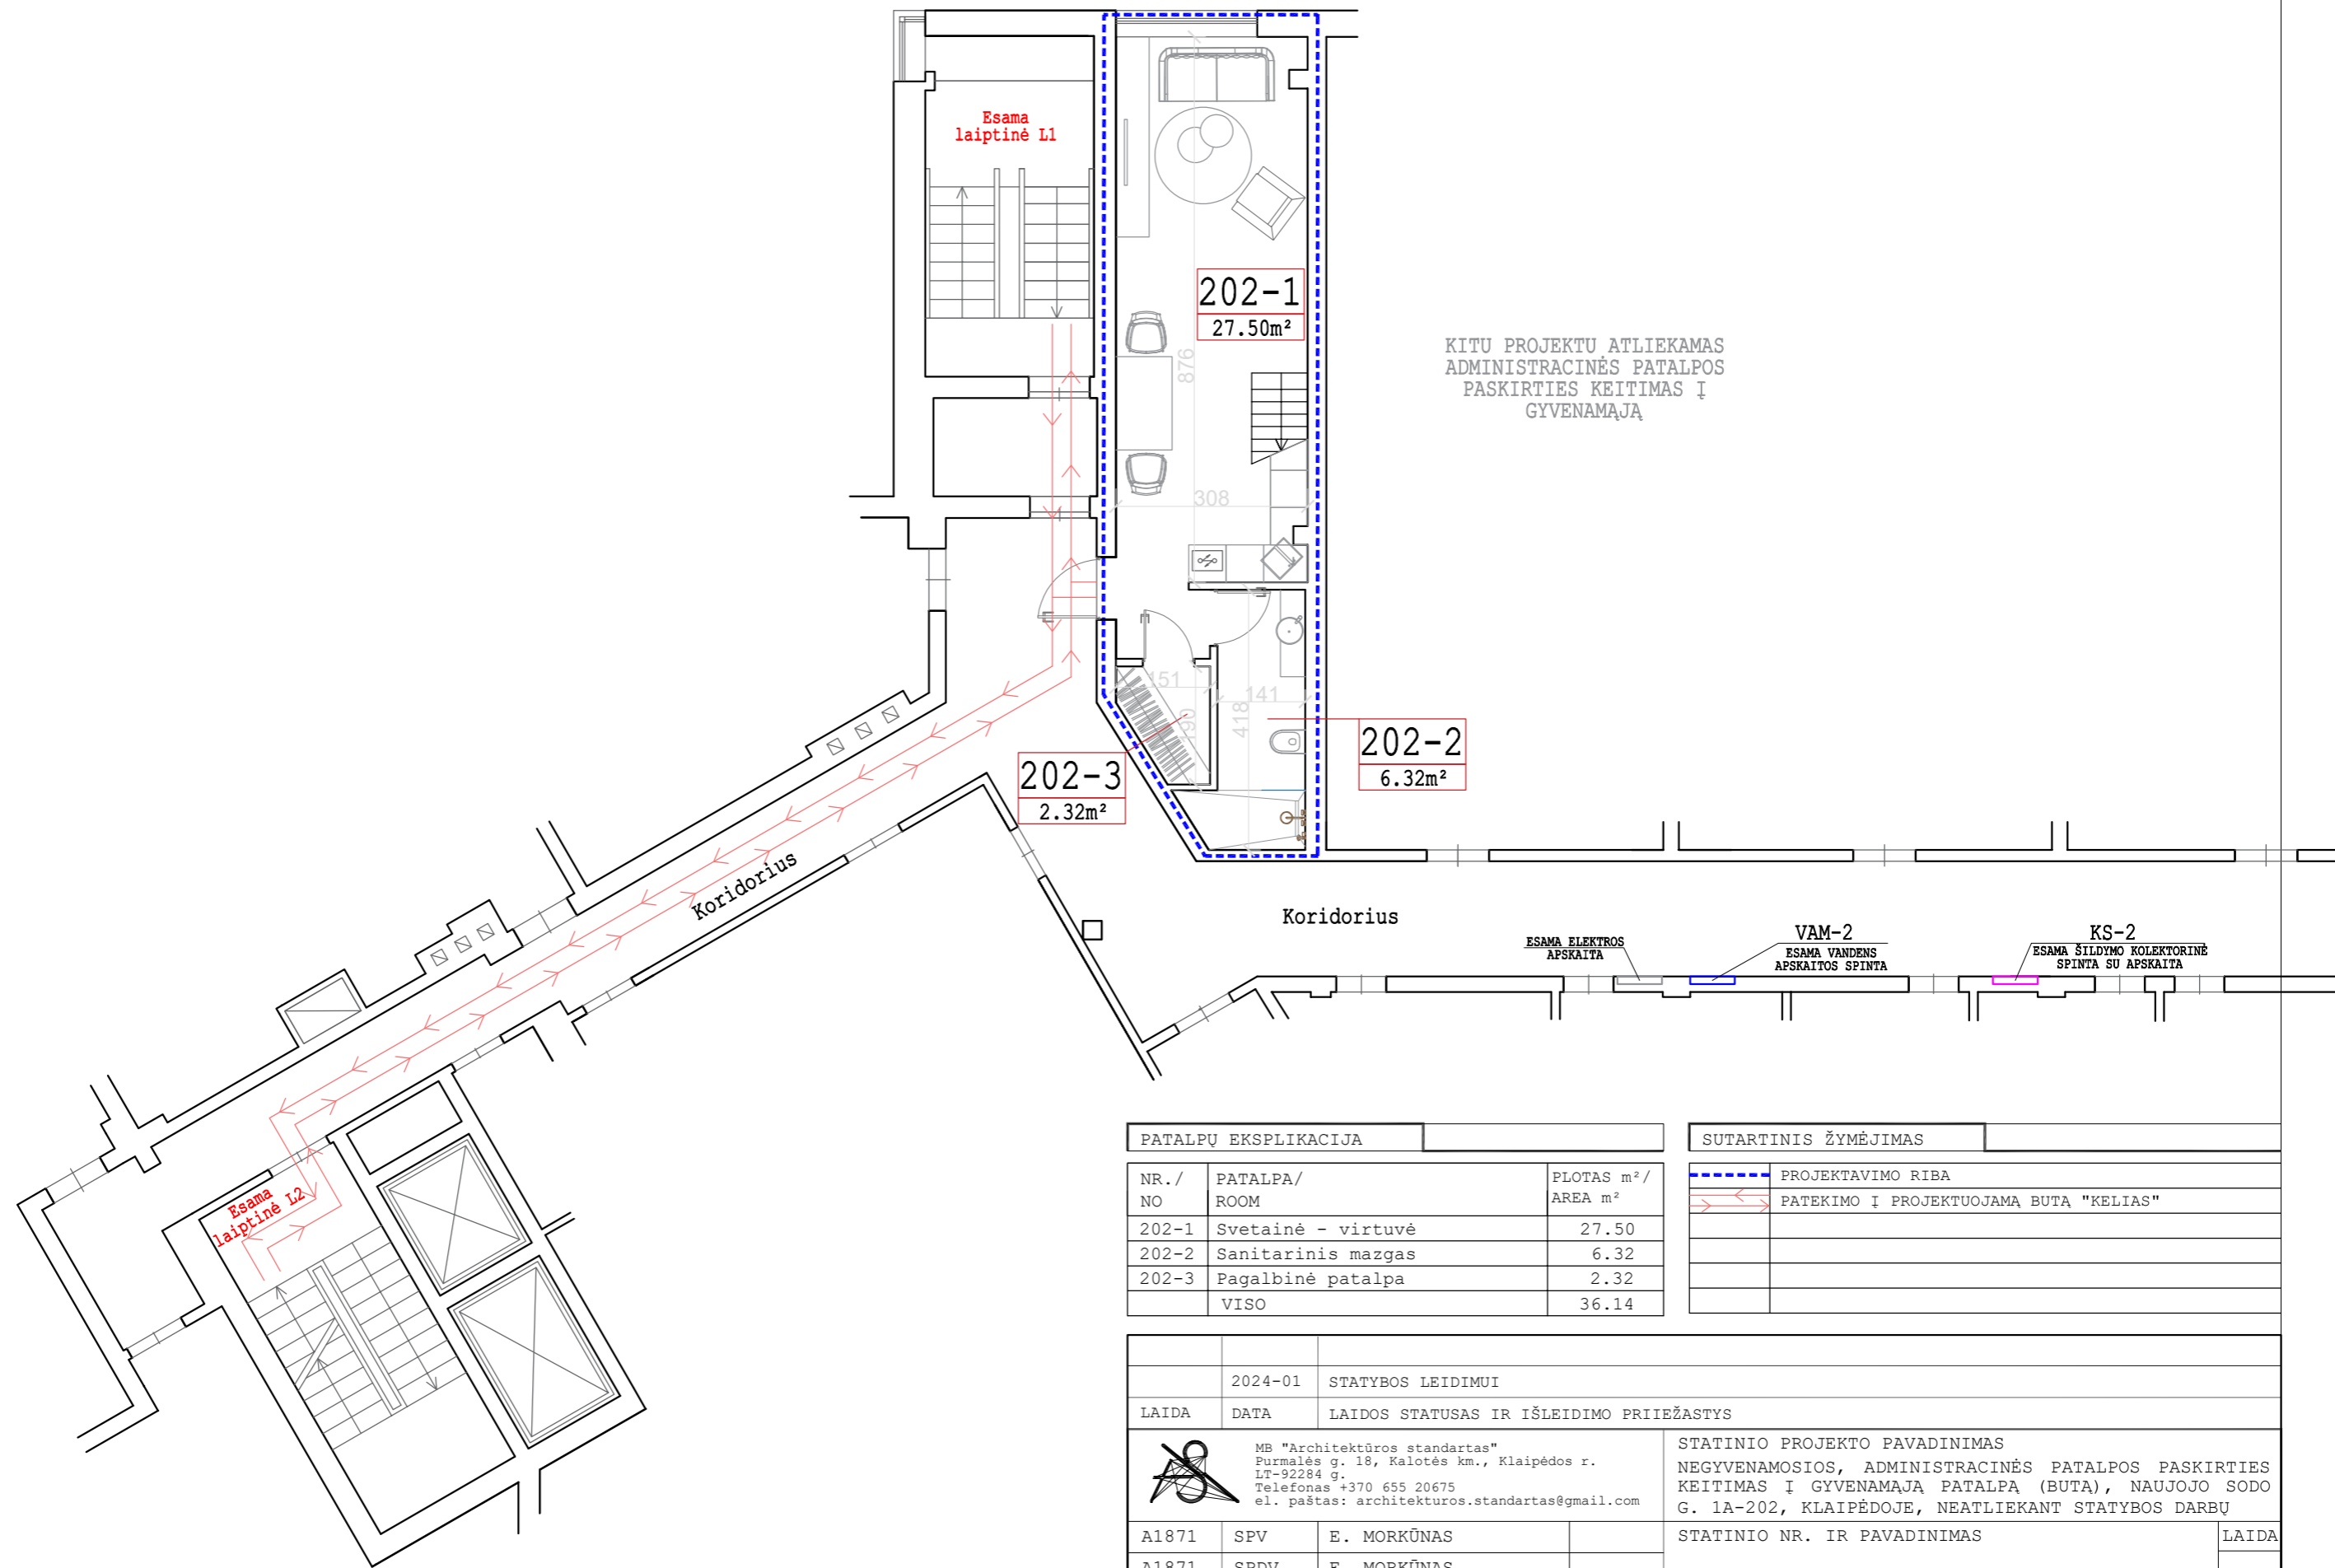 Esama
laiptinė L1
202-1
27.50m²
876
KITU PROJEKTU ATLIEKAMAS
ADMINISTRACINĖS PATALPOS
PASKIRTIES KEITIMAS Į
GYVENAMĄJĄ
308
151
141
190
418
202-2
6.32m²
202-3
2.32m²
Koridorius
Koridorius
ESAMA ELEKTROS
APSKAITA
VAM-2
ESAMA VANDENS
APSKAITOS SPINTA
KS-2
ESAMA ŠILDYMO KOLEKTORINĖ
SPINTA SU APSKAITA
Esama
laiptinė L2
PATALPŲ EKSPLIKACIJA
NR./ PATALPA/ PLOTAS m²/
NO ROOM AREA m²
202-1 Svetainė - virtuvė 27.50
202-2 Sanitarinis mazgas 6.32
202-3 Pagalbinė patalpa 2.32
VISO 36.14
SUTARTINIS ŽYMĖJIMAS
PROJEKTAVIMO RIBA
PATEKIMO Į PROJEKTUOJAMĄ BUTĄ "KELIAS"
2024-01 STATYBOS LEIDIMUI
LAIDA DATA LAIDOS STATUSAS IR IŠLEIDIMO PRIIEŽASTYS
MB "Architektūros standartas"
Purmalės g. 18, Kalotės km., Klaipėdos r.
LT-92284 g.
Telefonas +370 655 20675
el. paštas: architekturos.standartas@gmail.com
STATINIO PROJEKTO PAVADINIMAS
NEGYVENAMOSIOS, ADMINISTRACINĖS PATALPOS PASKIRTIES
KEITIMAS Į GYVENAMĄJĄ PATALPĄ (BUTĄ), NAUJOJO SODO
G. 1A-202, KLAIPĖDOJE, NEATLIEKANT STATYBOS DARBŲ
A1871 SPV E. MORKŪNAS
STATINIO NR. IR PAVADINIMAS LAIDA
A1871 SPDV E. MORKŪNAS